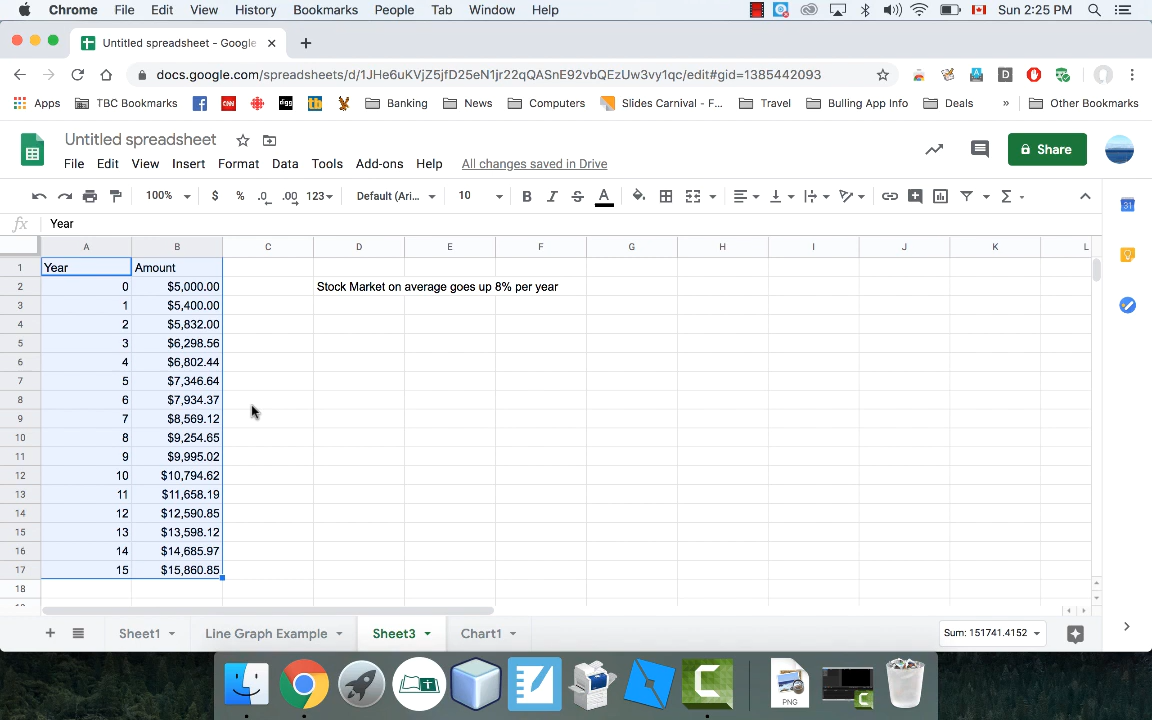 Chrome File Edit View History Bookmarks People Tab Window Help Sun 2:25 PM
Untitled spreadsheet - Google
docs.google.com/spreadsheets/d/1JHe6uKVjZ5jfD25eN1jr22qQASnE92vbQEzUw3vy1qc/edit#gid=1385442093
Apps TBC Bookmarks CNN digg tb Banking News Computers Slides Carnival - F... Travel Bulling App Info Deals » Other Bookmarks
Untitled spreadsheet
File Edit View Insert Format Data Tools Add-ons Help All changes saved in Drive
Share
100% $ % .0 .00 123 Default (Ari... 10 B I S A
31
fx Year
A B C D E F G H I J K L
1 Year Amount
2 0 $5,000.00 Stock Market on average goes up 8% per year
3 1 $5,400.00
4 2 $5,832.00
5 3 $6,298.56
6 4 $6,802.44
7 5 $7,346.64
8 6 $7,934.37
9 7 $8,569.12
10 8 $9,254.65
11 9 $9,995.02
12 10 $10,794.62
13 11 $11,658.19
14 12 $12,590.85
15 13 $13,598.12
16 14 $14,685.97
17 15 $15,860.85
18
Sheet1 Line Graph Example Sheet3 Chart1 Sum: 151741.4152
PNG